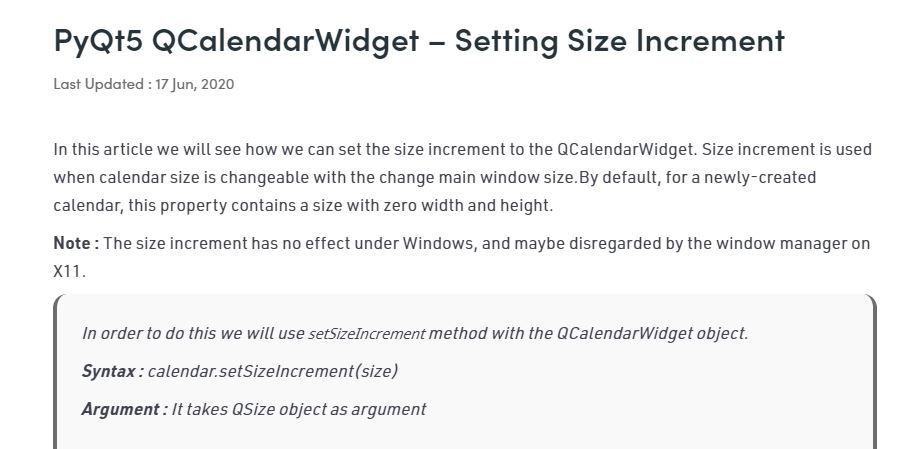 PyQt5 QCalendarWidget – Setting Size Increment
Last Updated : 17 Jun, 2020
In this article we will see how we can set the size increment to the QCalendarWidget. Size increment is used
when calendar size is changeable with the change main window size.By default, for a newly-created
calendar, this property contains a size with zero width and height.
Note : The size increment has no effect under Windows, and maybe disregarded by the window manager on
X11.
In order to do this we will use setSizeIncrement method with the QCalendarWidget object.
Syntax : calendar.setSizeIncrement(size)
Argument : It takes QSize object as argument